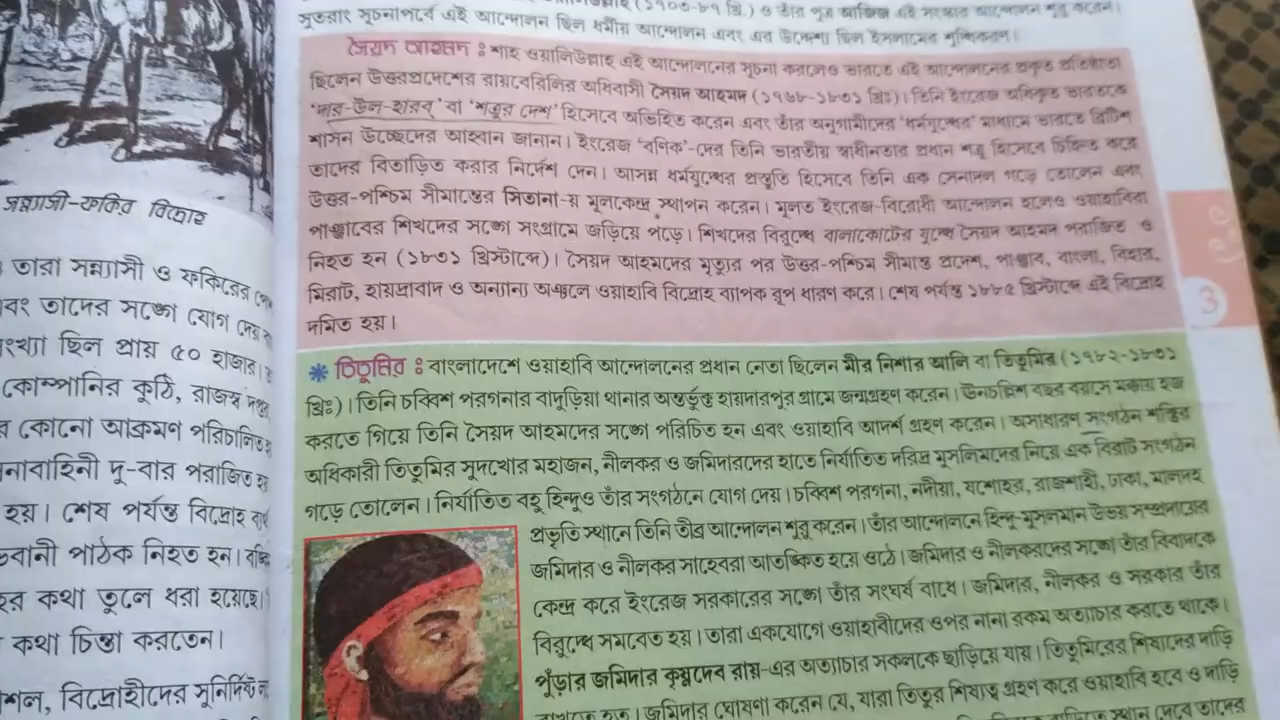 সন্ন্যাসী-ফকির বিদ্রোহ
তারা সন্ন্যাসী ও ফকিরের
বং তাদের সঙ্গে যোগ দেয়
ংখ্যা ছিল প্রায় ৫০ হাজার।
কোম্পানির কুঠি, রাজস্ব দপ্তর
র কোনো আক্রমণ পরিচালিত
নাবাহিনী দু-বার পরাজিত হয়
হয়। শেষ পর্যন্ত বিদ্রোহ ব্যর্থ
ভবানী পাঠক নিহত হন।
হর কথা তুলে ধরা হয়েছে।
কথা চিন্তা করতেন।
শল, বিদ্রোহীদের সুনির্দিষ্ট
সুতরাং সূচনাপর্বে এই আন্দোলন ছিল ধর্মীয় আন্দোলন এবং এর উদ্দেশ্য ছিল ইসলামের শুদ্ধিকরণ।
সৈয়দ আহমদ : শাহ ওয়ালিউল্লাহ এই আন্দোলনের সূচনা করলেও ভারতে এই আন্দোলনের প্রকৃত প্রতিষ্ঠাতা
ছিলেন উত্তরপ্রদেশের রায়বেরিলির অধিবাসী সৈয়দ আহমদ (১৭৮৬-১৮৩১ খ্রিঃ)। তিনি ইংরেজ অধিকৃত ভারতকে
'দার-উল-হারব্' বা 'শত্রুর দেশ' হিসেবে অভিহিত করেন এবং তাঁর অনুগামীদের 'ধর্মযুদ্ধের' মাধ্যমে ভারতে ব্রিটিশ
শাসন উচ্ছেদের আহ্বান জানান। ইংরেজ 'বণিক'-দের তিনি ভারতীয় স্বাধীনতার প্রধান শত্রু হিসেবে চিহ্নিত করে
তাদের বিতাড়িত করার নির্দেশ দেন। আসন্ন ধর্মযুদ্ধের প্রস্তুতি হিসেবে তিনি এক সেনাদল গড়ে তোলেন এবং
উত্তর-পশ্চিম সীমান্তের সিতানা-য় মূলকেন্দ্র স্থাপন করেন। মূলত ইংরেজ-বিরোধী আন্দোলন হলেও ওয়াহাবিরা
পাঞ্জাবের শিখদের সঙ্গে সংগ্রামে জড়িয়ে পড়ে। শিখদের বিরুদ্ধে বালাকোটের যুদ্ধে সৈয়দ আহমদ পরাজিত ও
নিহত হন (১৮৩১ খ্রিস্টাব্দে)। সৈয়দ আহমদের মৃত্যুর পর উত্তর-পশ্চিম সীমান্ত প্রদেশ, পাঞ্জাব, বাংলা, বিহার,
মিরাট, হায়দ্রাবাদ ও অন্যান্য অঞ্চলে ওয়াহাবি বিদ্রোহ ব্যাপক রূপ ধারণ করে। শেষ পর্যন্ত ১৮৮৫ খ্রিস্টাব্দে এই বিদ্রোহ
দমিত হয়।
* তিতুমির : বাংলাদেশে ওয়াহাবি আন্দোলনের প্রধান নেতা ছিলেন মীর নিশার আলি বা তিতুমির (১৭৮২-১৮৩১
খ্রিঃ)। তিনি চব্বিশ পরগনার বাদুড়িয়া থানার অন্তর্ভুক্ত হায়দারপুর গ্রামে জন্মগ্রহণ করেন। ঊনচল্লিশ বছর বয়সে মক্কায় হজ
করতে গিয়ে তিনি সৈয়দ আহমদের সঙ্গে পরিচিত হন এবং ওয়াহাবি আদর্শ গ্রহণ করেন। অসাধারণ সংগঠন শক্তির
অধিকারী তিতুমির সুদখোর মহাজন, নীলকর ও জমিদারদের হাতে নির্যাতিত দরিদ্র মুসলিমদের নিয়ে এক বিরাট সংগঠন
গড়ে তোলেন। নির্যাতিত বহু হিন্দুও তাঁর সংগঠনে যোগ দেয়। চব্বিশ পরগনা, নদীয়া, যশোহর, রাজশাহী, ঢাকা, মালদহ
প্রভৃতি স্থানে তিনি তীব্র আন্দোলন শুরু করেন। তাঁর আন্দোলনে হিন্দু-মুসলমান উভয় সম্প্রদায়ের
জমিদার ও নীলকর সাহেবরা আতঙ্কিত হয়ে ওঠে। জমিদার ও নীলকরদের সঙ্গে তাঁর বিবাদকে
কেন্দ্র করে ইংরেজ সরকারের সঙ্গে তাঁর সংঘর্ষ বাধে। জমিদার, নীলকর ও সরকার তাঁর
বিরুদ্ধে সমবেত হয়। তারা একযোগে ওয়াহাবীদের ওপর নানা রকম অত্যাচার করতে থাকে।
পুঁড়ার জমিদার কৃষ্ণদেব রায়-এর অত্যাচার সকলকে ছাড়িয়ে যায়। তিতুমিরের শিষ্যদের দাড়ি
জমিদার ঘোষণা করেন যে, যারা তিতুর শিষ্যত্ব গ্রহণ করে ওয়াহাবি হবে ও দাড়ি
3